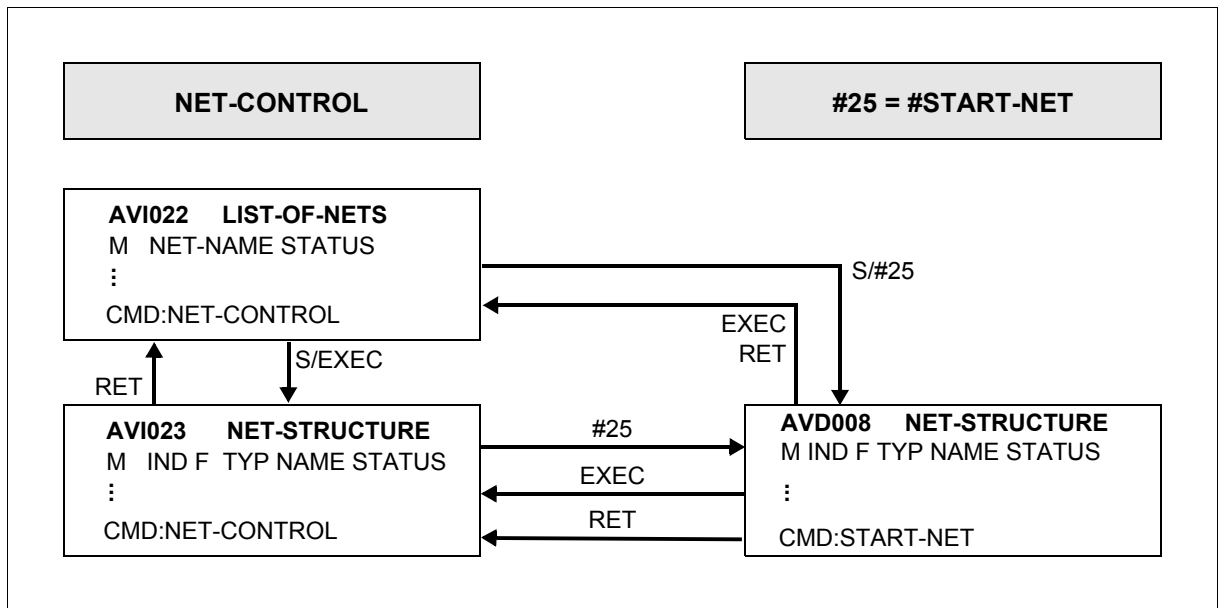 NET-CONTROL
#25 = #START-NET
AVI022 LIST-OF-NETS
M NET-NAME STATUS
⋮
CMD:NET-CONTROL
S/#25
EXEC
RET
RET
S/EXEC
AVI023 NET-STRUCTURE
M IND F TYP NAME STATUS
⋮
CMD:NET-CONTROL
#25
EXEC
RET
AVD008 NET-STRUCTURE
M IND F TYP NAME STATUS
⋮
CMD:START-NET